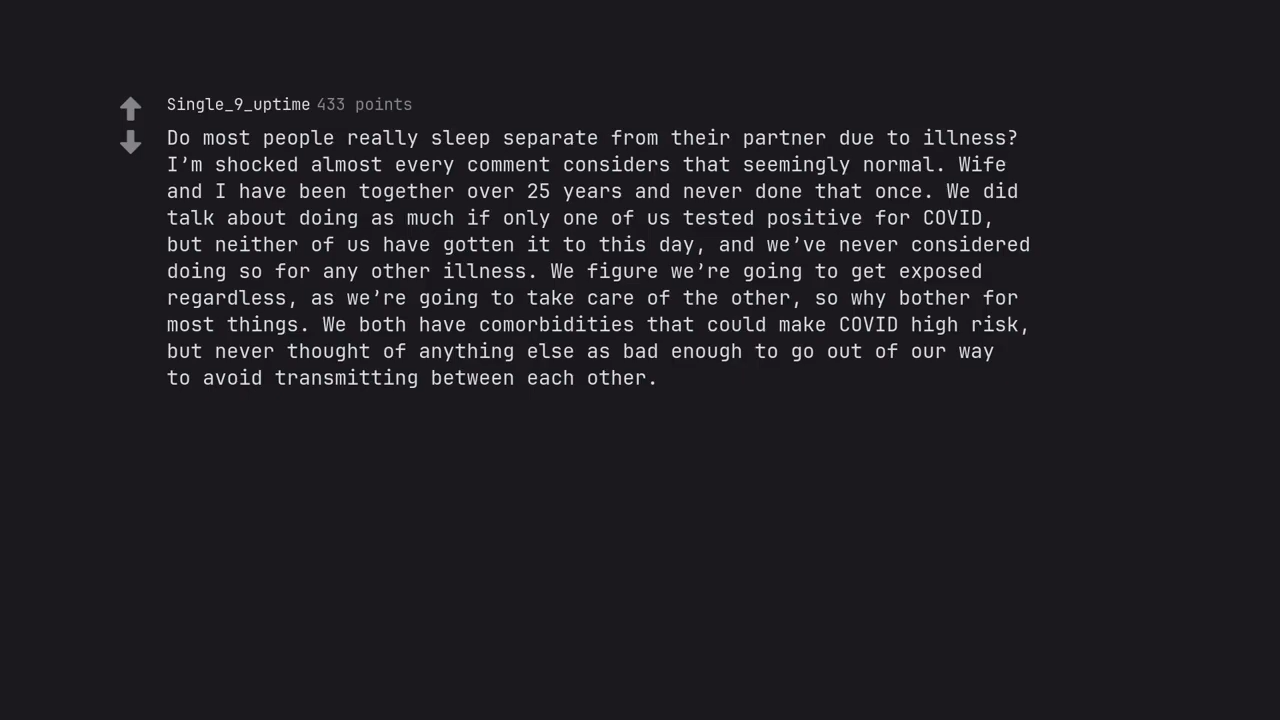 Single_9_uptime 433 points
Do most people really sleep separate from their partner due to illness?
I’m shocked almost every comment considers that seemingly normal. Wife
and I have been together over 25 years and never done that once. We did
talk about doing as much if only one of us tested positive for COVID,
but neither of us have gotten it to this day, and we’ve never considered
doing so for any other illness. We figure we’re going to get exposed
regardless, as we’re going to take care of the other, so why bother for
most things. We both have comorbidities that could make COVID high risk,
but never thought of anything else as bad enough to go out of our way
to avoid transmitting between each other.